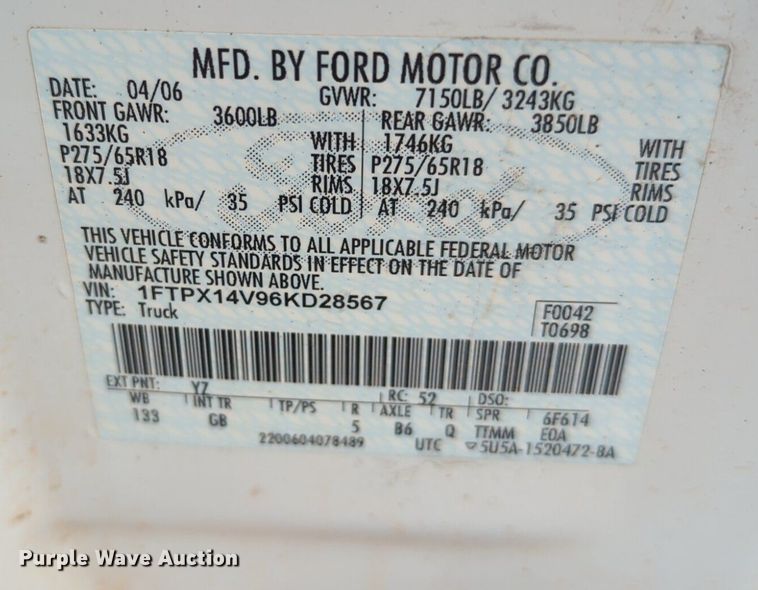 MFD. BY FORD MOTOR CO.
DATE: 04/06 GVWR: 7150LB/ 3243KG
FRONT GAWR: 3600LB REAR GAWR: 3850LB
1633KG WITH 1746KG WITH
P275/65R18 TIRES P275/65R18 TIRES
18X7.5J RIMS 18X7.5J RIMS
AT 240 kPa/ 35 PSI COLD AT 240 kPa/ 35 PSI COLD
THIS VEHICLE CONFORMS TO ALL APPLICABLE FEDERAL MOTOR
VEHICLE SAFETY STANDARDS IN EFFECT ON THE DATE OF
MANUFACTURE SHOWN ABOVE.
VIN: 1FTPX14V96KD28567 F0042
TYPE: Truck T0698
EXT PNT: YZ RC: 52 DSO:
WB INT TR TP/PS R AXLE TR SPR 6F614
133 GB 5 B6 Q TTMM E0A
2200604078489 UTC ▽5U5A-1520472-BA
Purple Wave Auction